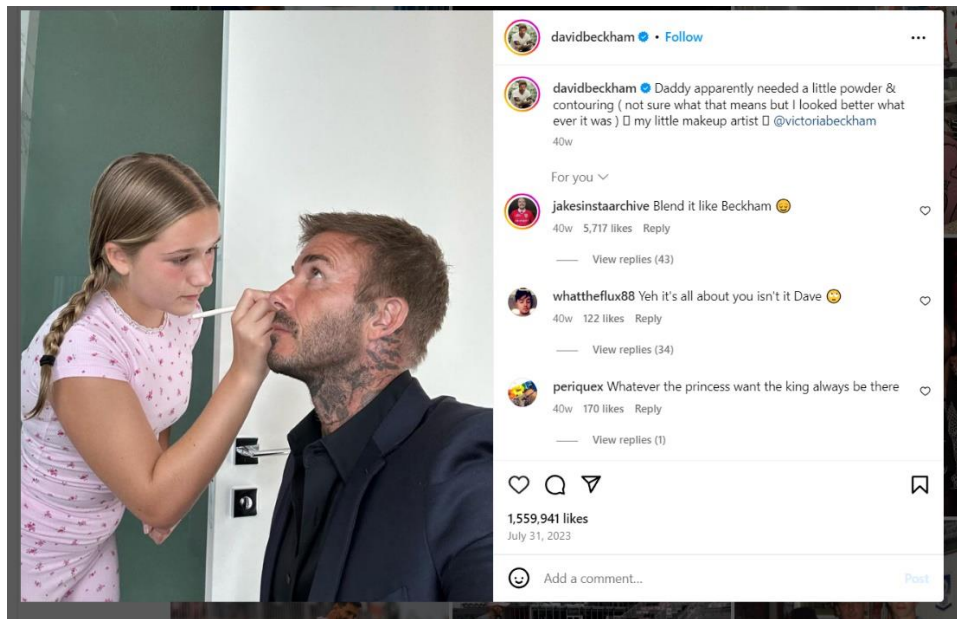 davidbeckham • Follow
davidbeckham Daddy apparently needed a little powder &
contouring ( not sure what that means but I looked better what
ever it was ) my little makeup artist @victoriabeckham
40w
For you
jakesinstaarchive Blend it like Beckham
40w 5,717 likes Reply
View replies (43)
whattheflux88 Yeh it's all about you isn't it Dave
40w 122 likes Reply
View replies (34)
periquex Whatever the princess want the king always be there
40w 170 likes Reply
View replies (1)
1,559,941 likes
July 31, 2023
Add a comment...
Post